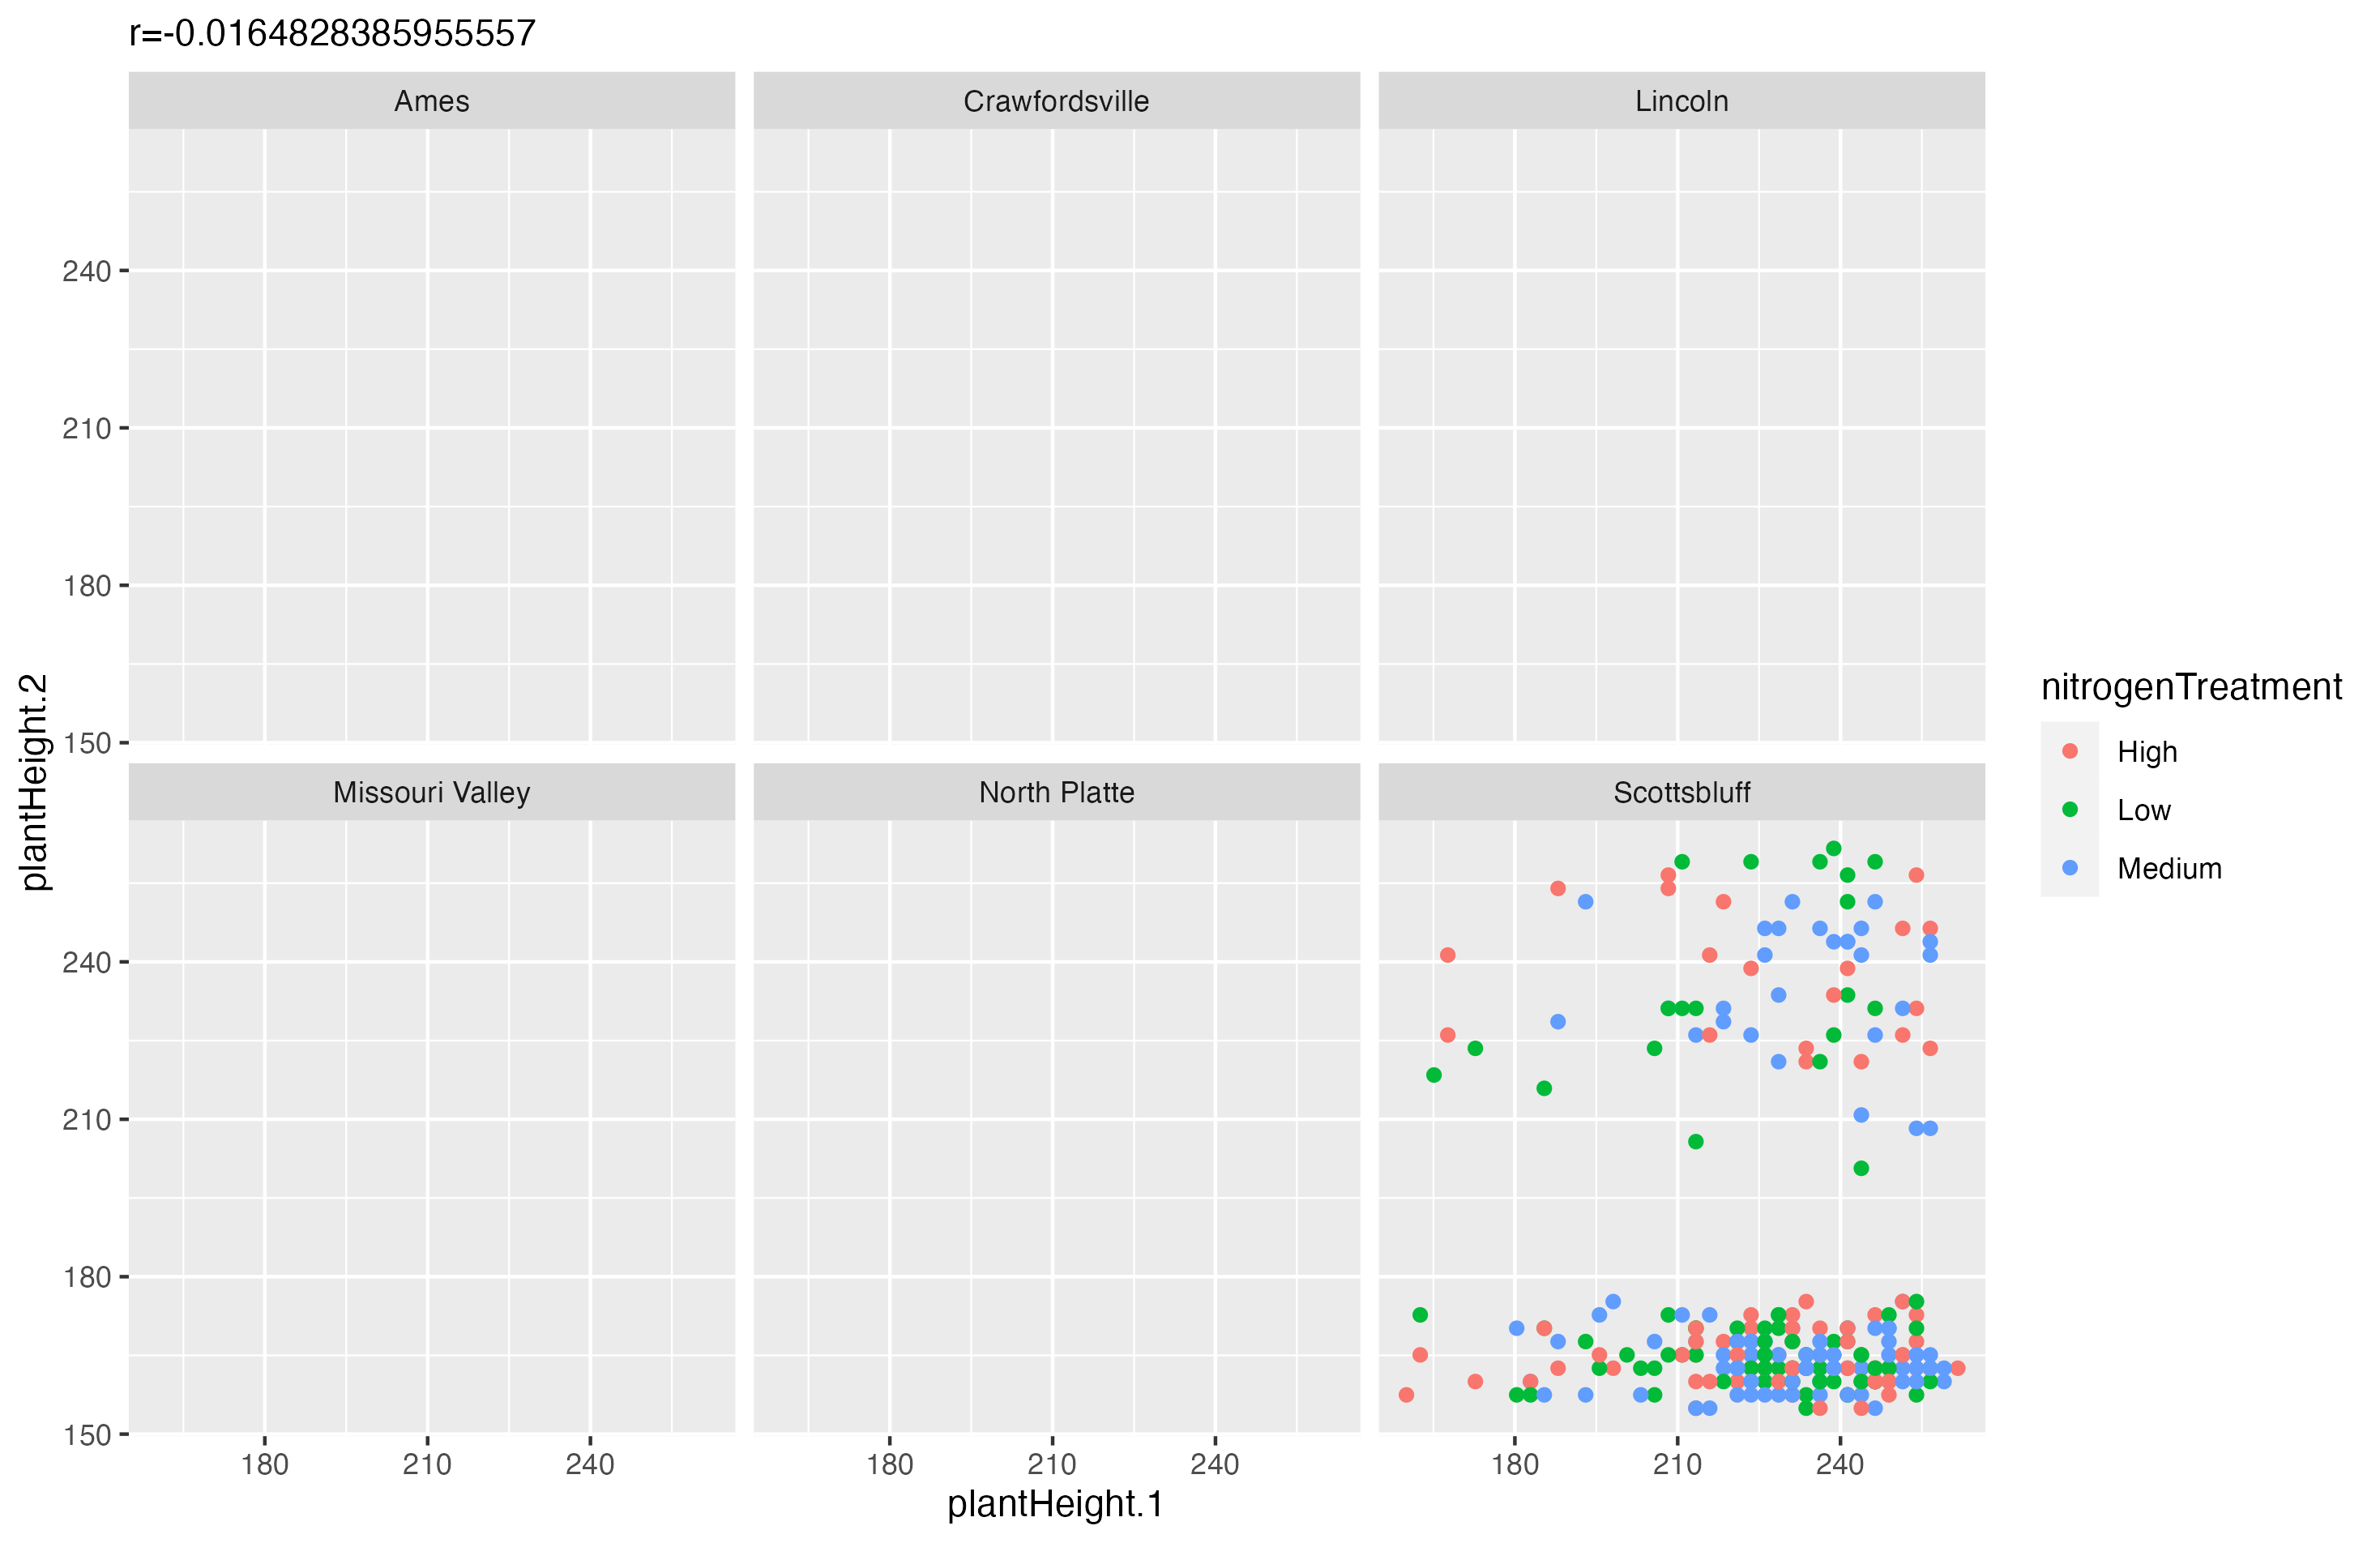 r=-0.0164828385955557
Ames
Crawfordsville
Lincoln
240
210
180
150
Missouri Valley
North Platte
Scottsbluff
240
210
180
150
180
210
240
180
210
240
180
210
240
plantHeight.1
plantHeight.2
nitrogenTreatment
High
Low
Medium